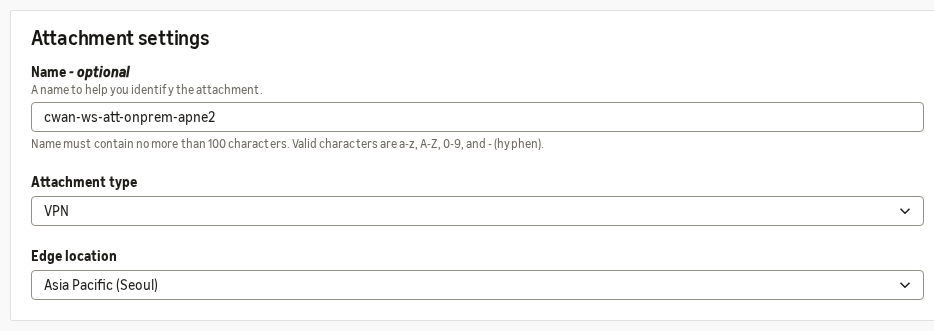 Attachment settings
Name - optional
A name to help you identify the attachment.
cwan-ws-att-onprem-apne2
Name must contain no more than 100 characters. Valid characters are a-z, A-Z, 0-9, and - (hyphen).
Attachment type
VPN
Edge location
Asia Pacific (Seoul)